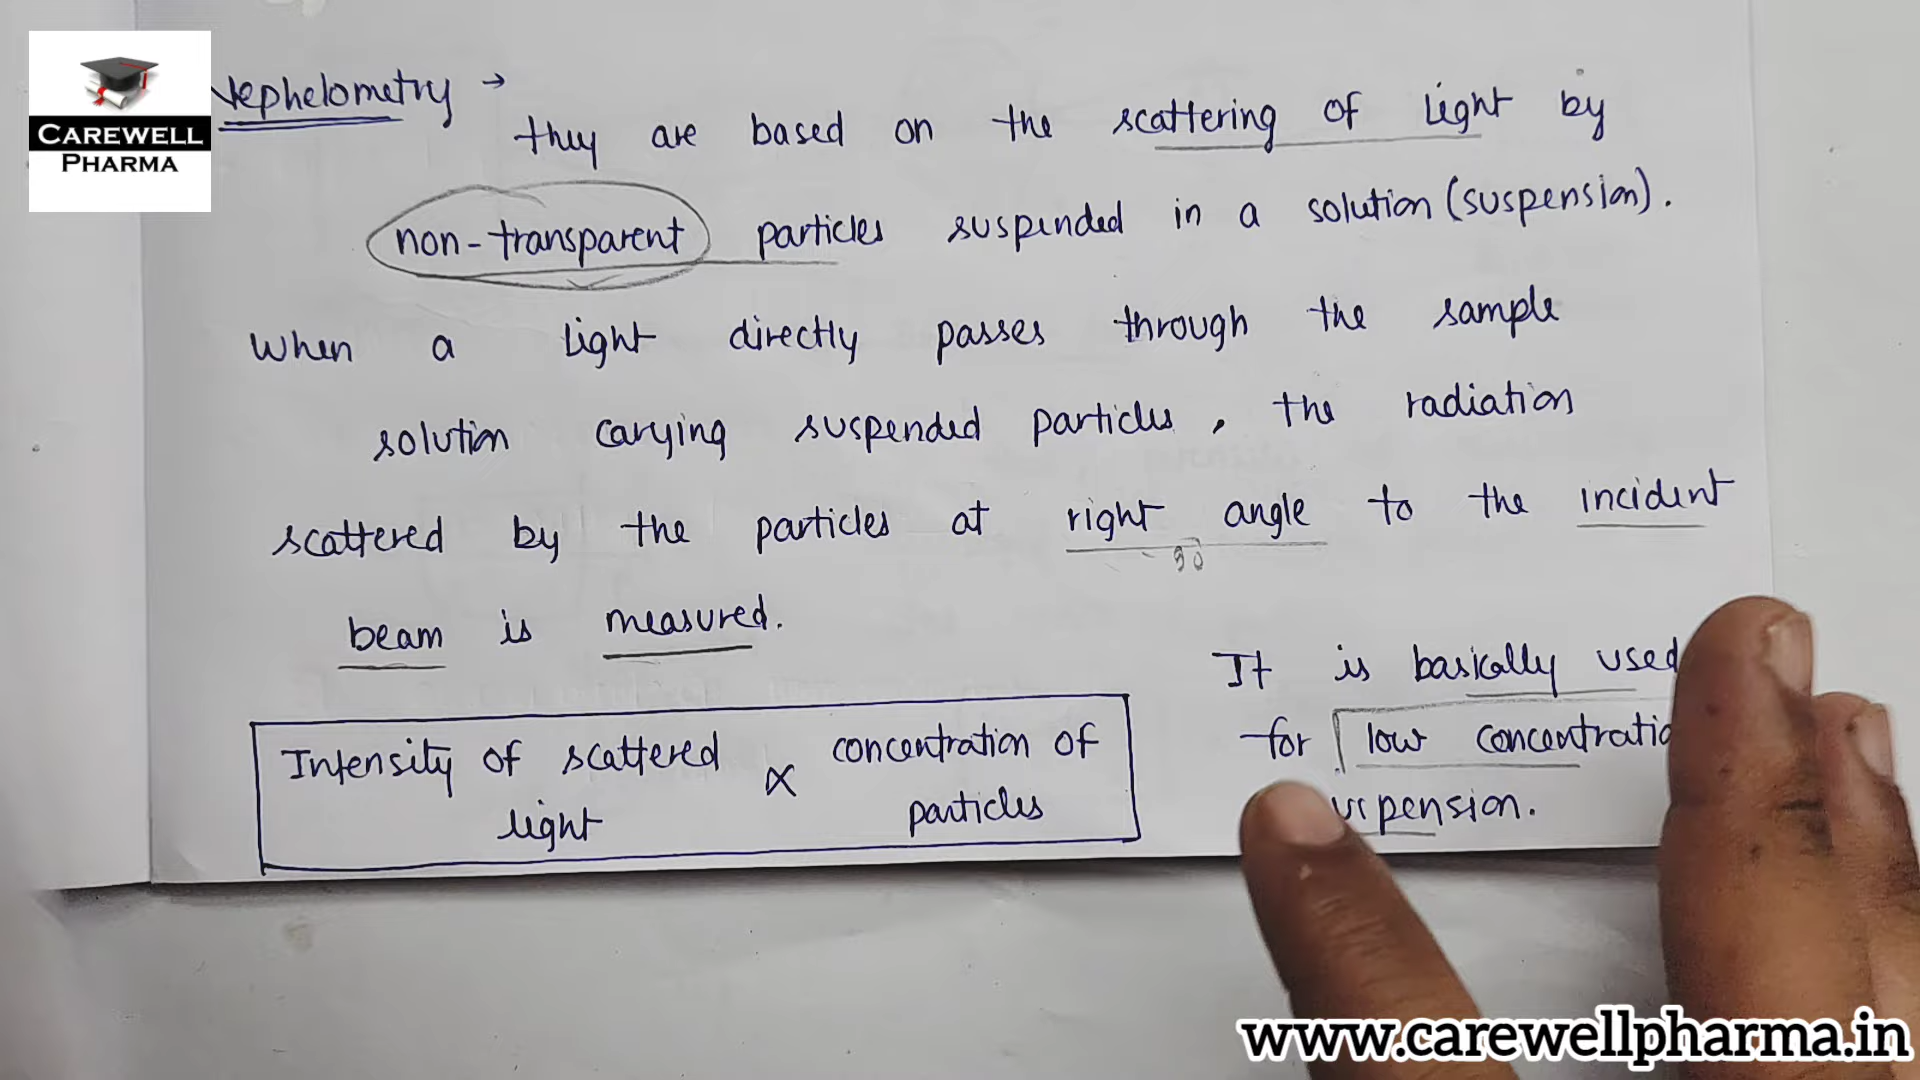 CAREWELL
PHARMA
Nephelometry →
they are based on the scattering of light by
non-transparent particles suspended in a solution (suspension).
When a light directly passes through the sample
solution carying suspended particles, the radiation
scattered by the particles at right angle to the incident
90
beam is measured.
It is basically used
for low concentratio
Intensity of scattered ∝ concentration of
light particles
uspension.
www.carewellpharma.in